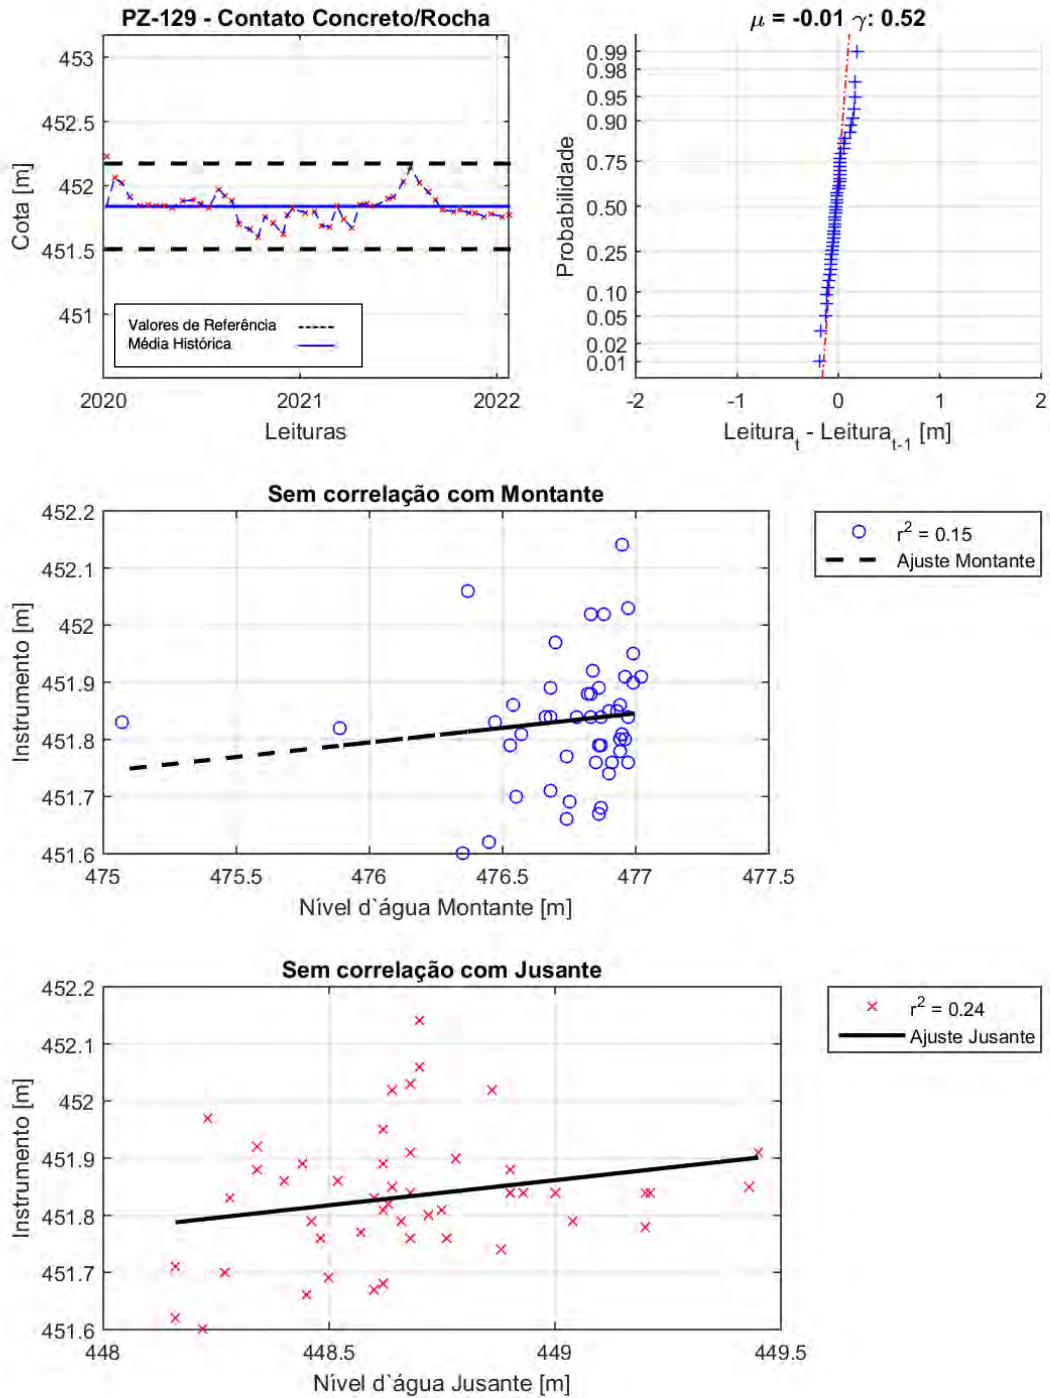 PZ-129 - Contato Concreto/Rocha
453
452.5
452
451.5
451
Cota [m]
Valores de Referência
Média Histórica
2020 2021 2022
Leituras
μ = -0.01 γ: 0.52
0.99
0.98
0.95
0.90
0.75
0.50
0.25
0.10
0.05
0.02
0.01
Probabilidade
-2 -1 0 1 2
Leitura_t - Leitura_t-1 [m]
Sem correlação com Montante
452.2
452.1
452
451.9
451.8
451.7
451.6
Instrumento [m]
475 475.5 476 476.5 477 477.5
Nível d`água Montante [m]
r² = 0.15
Ajuste Montante
Sem correlação com Jusante
452.2
452.1
452
451.9
451.8
451.7
451.6
Instrumento [m]
448 448.5 449 449.5
Nível d`água Jusante [m]
r² = 0.24
Ajuste Jusante